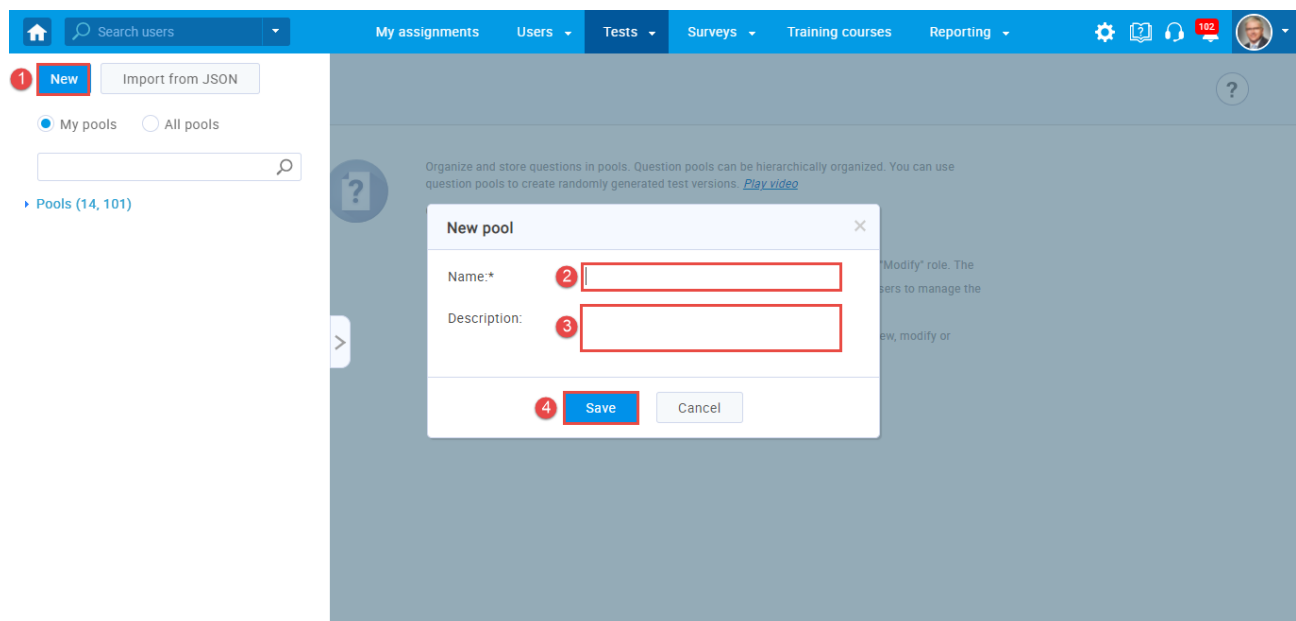 Search users
My assignments
Users
Tests
Surveys
Training courses
Reporting
102
1
New
Import from JSON
?
My pools
All pools
Organize and store questions in pools. Question pools can be hierarchically organized. You can use
question pools to create randomly generated test versions. Play video
?
Pools (14, 101)
New pool
"Modify" role. The
Name:*
2
sers to manage the
Description:
3
ew, modify or
4
Save
Cancel